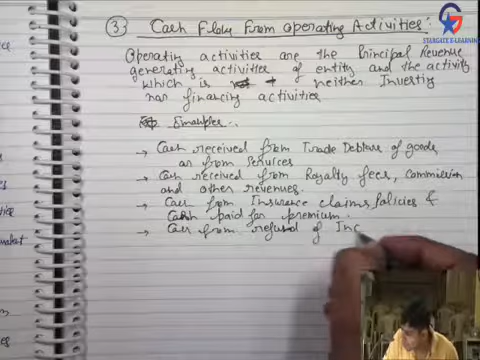 ③ Cash Flow From Operating Activities:
STARGATE E-LEARNING
Operating activities are the Principal Revenue
generating activities of entity and the activity
which is neither Investing
nor financing activities
Examples:
→ Cash received from Trade Debtors of goods
or from services
→ Cash received from Royalty fees, commission
and other revenues.
→ Cash from Insurance claims, policies &
Cash paid for premium.
→ Cash from refund of Inc